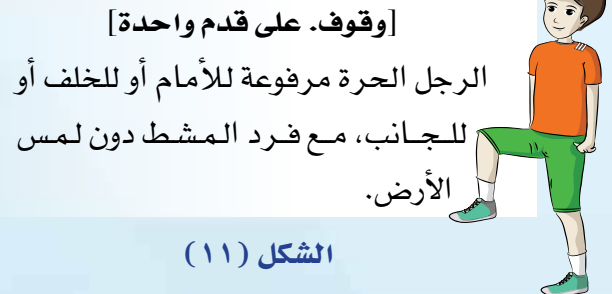 [وقوف. على قدم واحدة]
الرجل الحرة مرفوعة للأمام أو للخلف أو
للجانب، مع فرد المشط دون لمس
الأرض.
الشكل (١١)